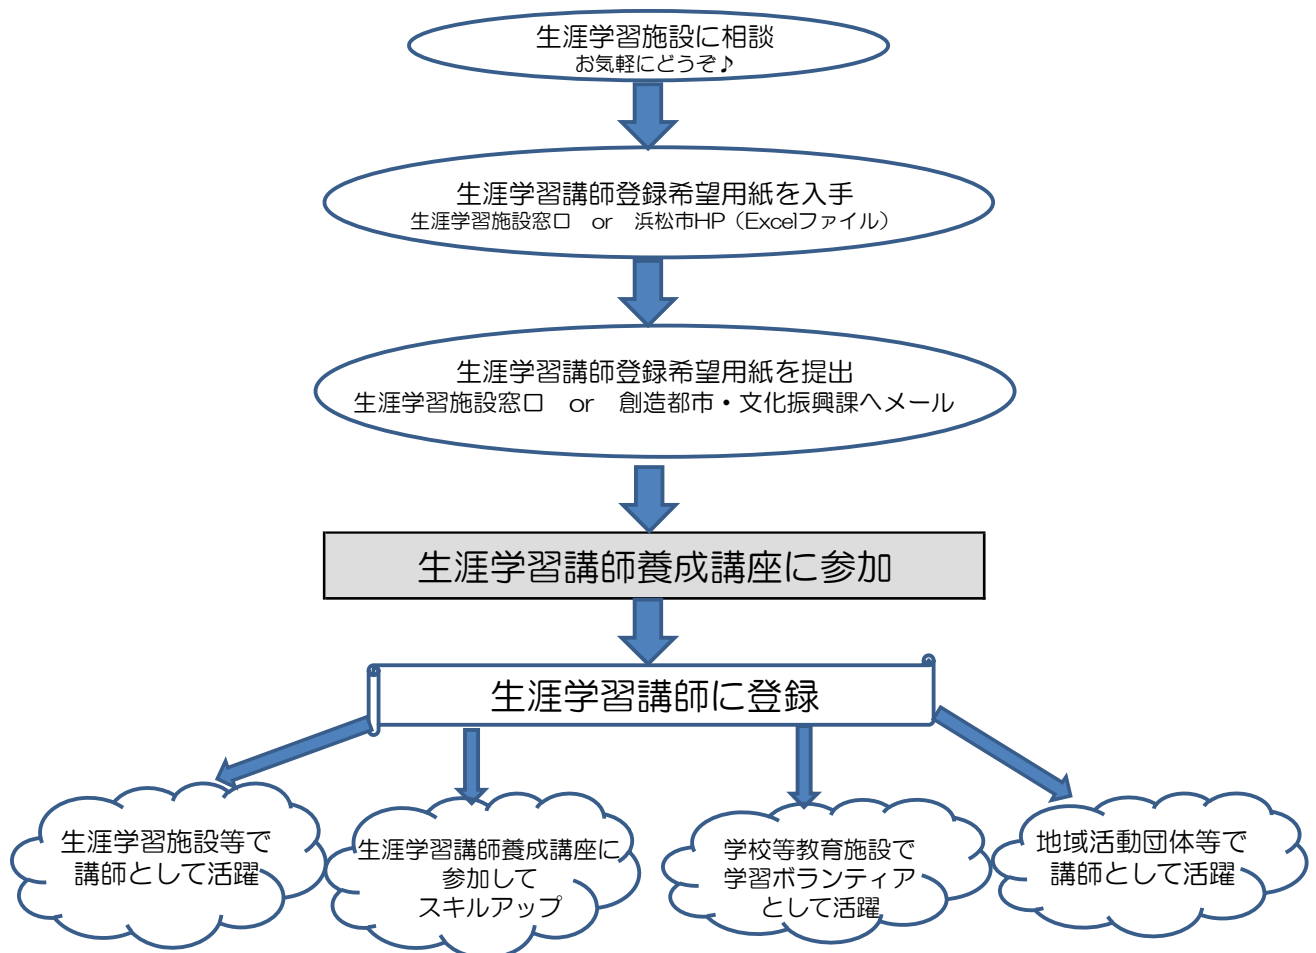 生涯学習施設に相談
お気軽にどうぞ♪
生涯学習講師登録希望用紙を入手
生涯学習施設窓口　or　浜松市HP（Excelファイル）
生涯学習講師登録希望用紙を提出
生涯学習施設窓口　or　創造都市・文化振興課へメール
生涯学習講師養成講座に参加
生涯学習講師に登録
生涯学習施設等で
講師として活躍
生涯学習講師養成講座に
参加して
スキルアップ
学校等教育施設で
学習ボランティア
として活躍
地域活動団体等で
講師として活躍